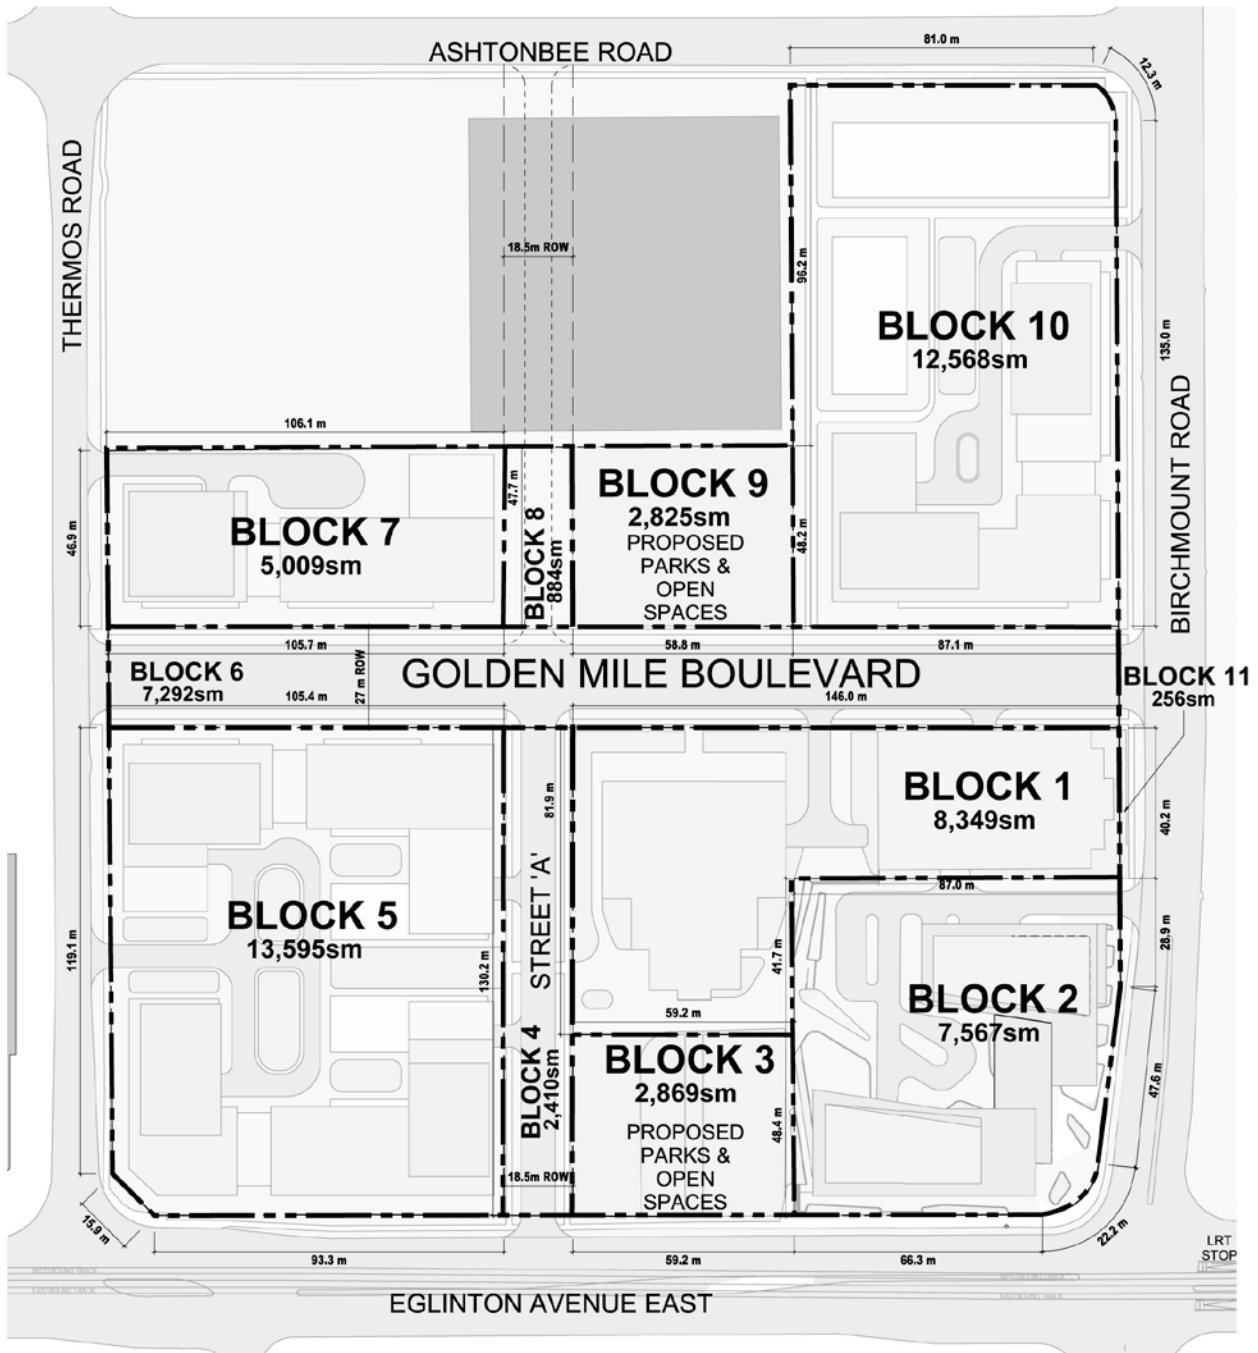 81.0 m
ASHTONBEE ROAD
12.3 m
THERMOS ROAD
18.5m ROW
96.2 m
BLOCK 10
12,568sm
135.0 m
BIRCHMOUNT ROAD
106.1 m
46.9 m
BLOCK 7
5,009sm
47.7 m
BLOCK 8
884sm
BLOCK 9
2,825sm
PROPOSED
PARKS &
OPEN
SPACES
48.2 m
105.7 m
58.8 m
87.1 m
BLOCK 6
7,292sm
27 m ROW
GOLDEN MILE BOULEVARD
BLOCK 11
256sm
105.4 m
146.0 m
119.1 m
BLOCK 5
13,595sm
130.2 m
81.9 m
STREET 'A'
BLOCK 4
2,410sm
18.5m ROW
BLOCK 1
8,349sm
40.2 m
87.0 m
41.7 m
28.9 m
BLOCK 2
7,567sm
47.6 m
59.2 m
BLOCK 3
2,869sm
PROPOSED
PARKS &
OPEN
SPACES
48.4 m
15.9 m
93.3 m
59.2 m
66.3 m
22.2 m
LRT
STOP
EGLINTON AVENUE EAST